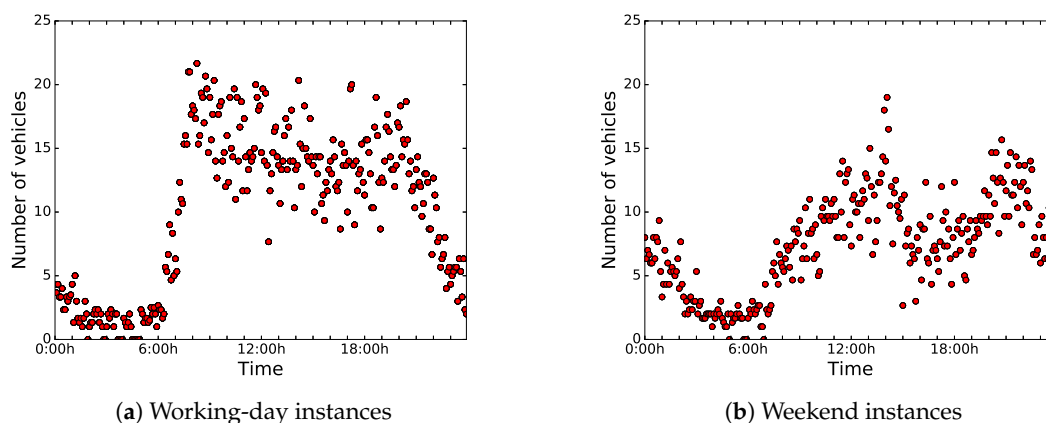 25
20
15
10
5
0
Number of vehicles
0:00h 6:00h 12:00h 18:00h
Time
(a) Working-day instances
25
20
15
10
5
0
Number of vehicles
0:00h 6:00h 12:00h 18:00h
Time
(b) Weekend instances